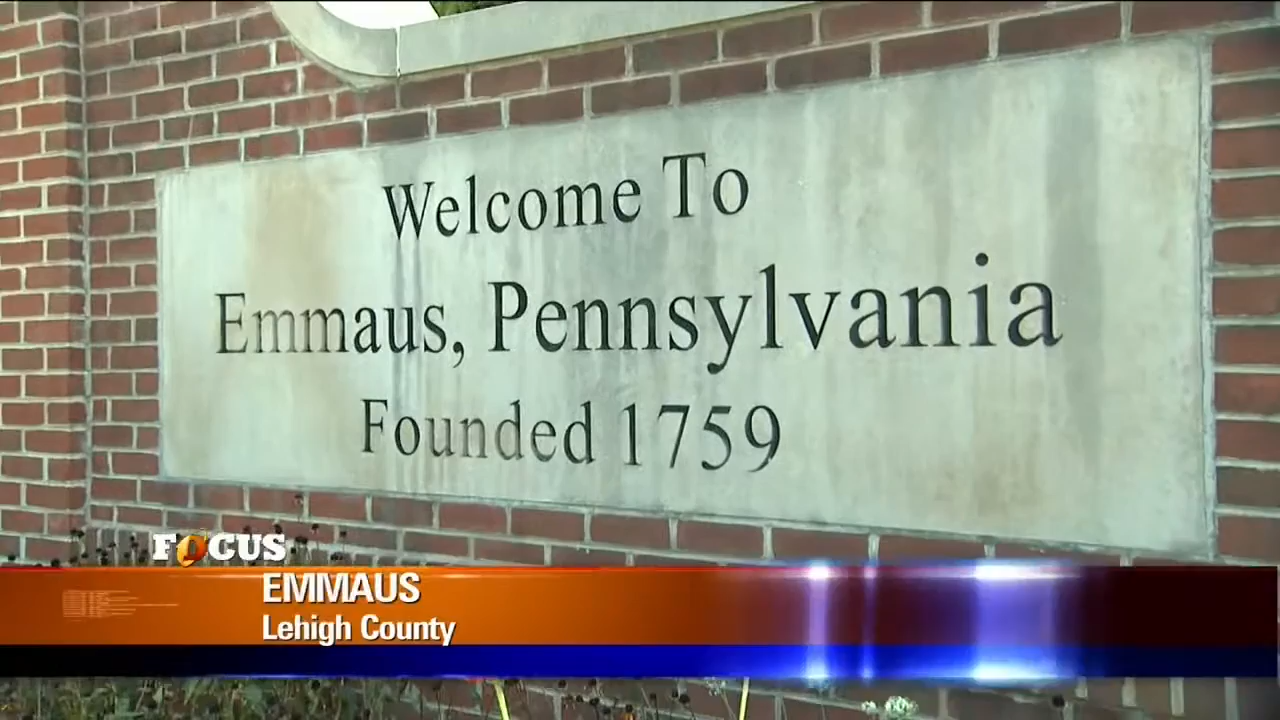 Welcome To
Emmaus, Pennsylvania
Founded 1759
FOCUS
EMMAUS
Lehigh County